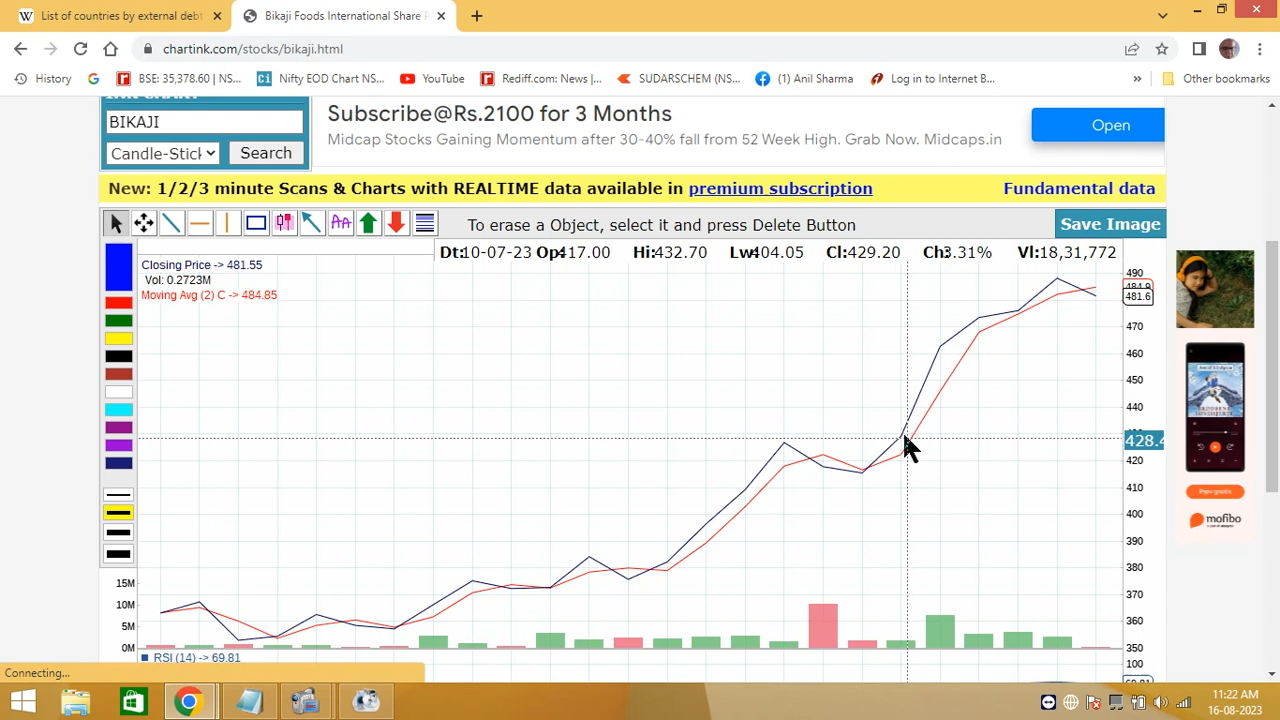 List of countries by external debt
Bikaji Foods International Share P
chartink.com/stocks/bikaji.html
History
BSE: 35,378.60 | NS...
Nifty EOD Chart NS...
YouTube
Rediff.com: News |...
SUDARSCHEM (NS...
(1) Anil Sharma
Log in to Internet B...
Other bookmarks
BIKAJI
Candle-Stick
Search
Subscribe@Rs.2100 for 3 Months
Midcap Stocks Gaining Momentum after 30-40% fall from 52 Week High. Grab Now. Midcaps.in
Open
New: 1/2/3 minute Scans & Charts with REALTIME data available in premium subscription
Fundamental data
To erase a Object, select it and press Delete Button
Save Image
Dt:10-07-23 Op:417.00 Hi:432.70 Lw:404.05 Cl:429.20 Ch:3.31% Vl:18,31,772
Closing Price -> 481.55
Vol: 0.2723M
Moving Avg (2) C -> 484.85
490
481.6
470
460
450
440
428.4
420
410
400
390
380
370
360
350
15M
10M
5M
0M
RSI (14) -> 69.81
100
Prøv gratis
mofibo
Connecting...
11:22 AM
16-08-2023